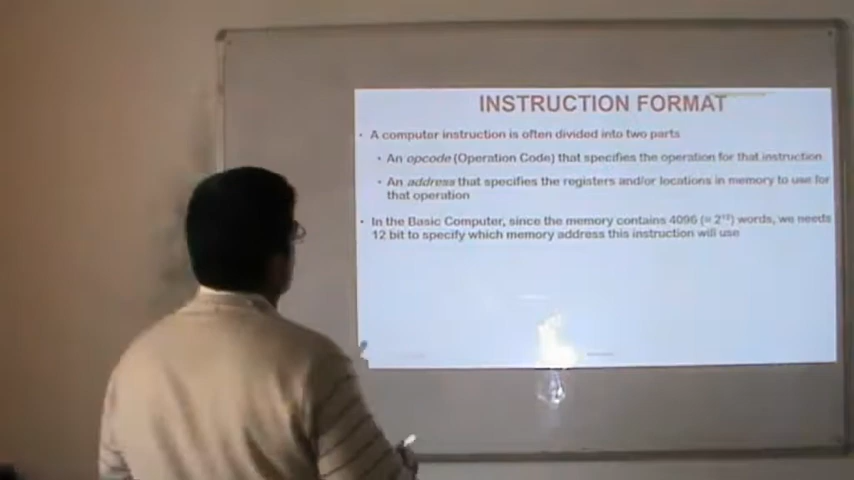 INSTRUCTION FORMAT
• A computer instruction is often divided into two parts
• An opcode (Operation Code) that specifies the operation for that instruction
• An address that specifies the registers and/or locations in memory to use for
that operation
• In the Basic Computer, since the memory contains 4096 (= 2¹²) words, we needs
12 bit to specify which memory address this instruction will use